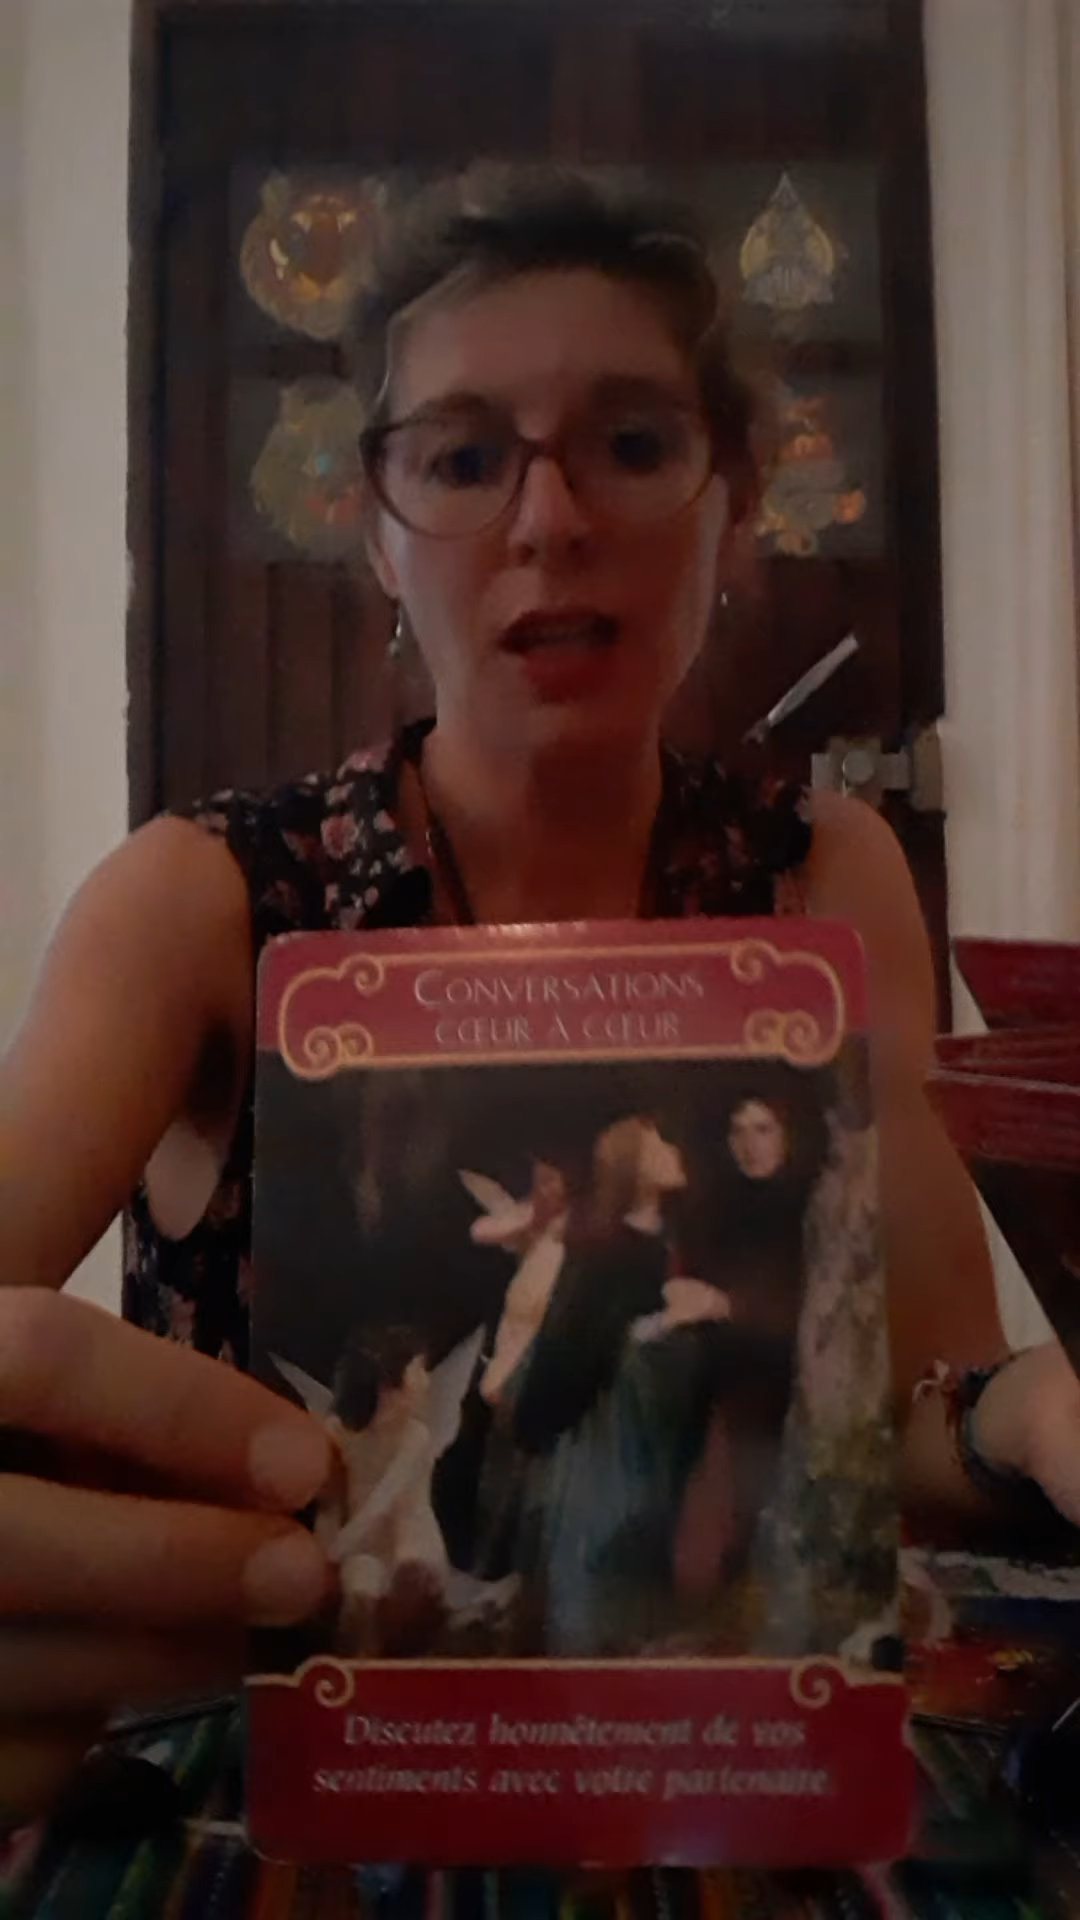 CONVERSATIONS
CŒUR À CŒUR
Discutez honnêtement de vos
sentiments avec votre partenaire.